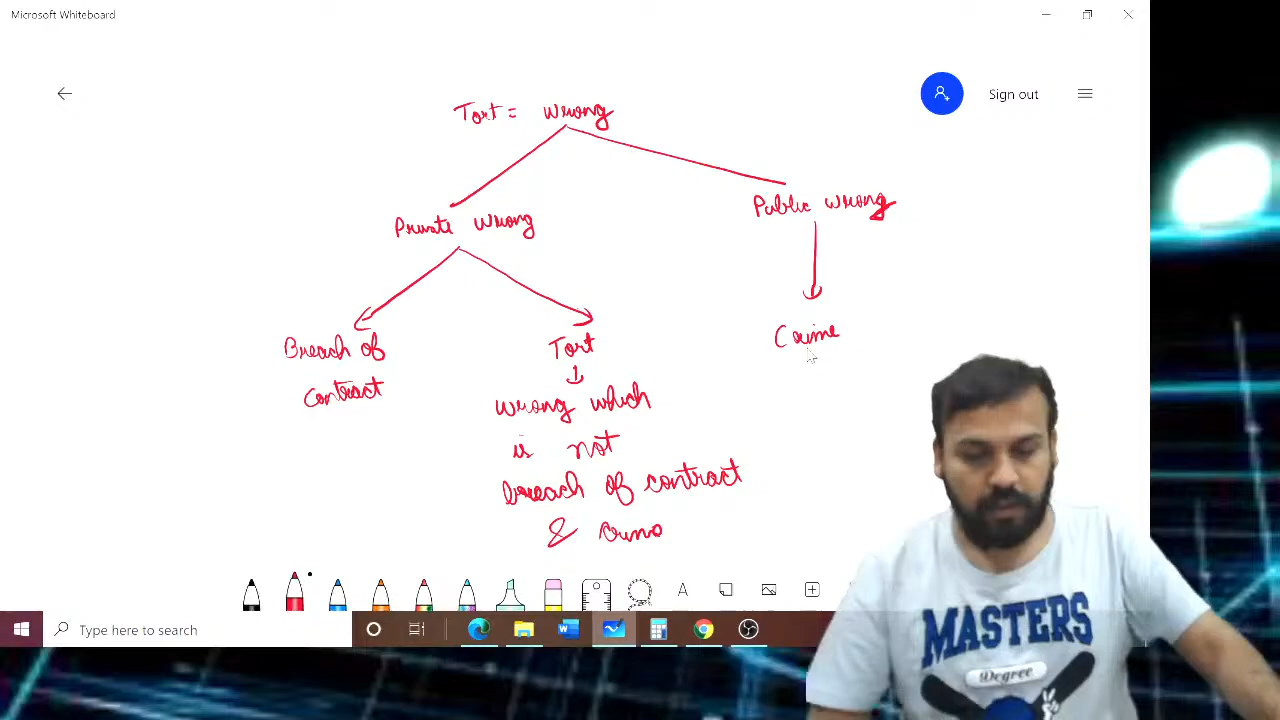 Microsoft Whiteboard
Sign out
Tort = Wrong
Private Wrong
Public Wrong
Breach of
contract
Tort
Crime
wrong which
is not
breach of contract
&
A
Type here to search
MASTERS
Degree